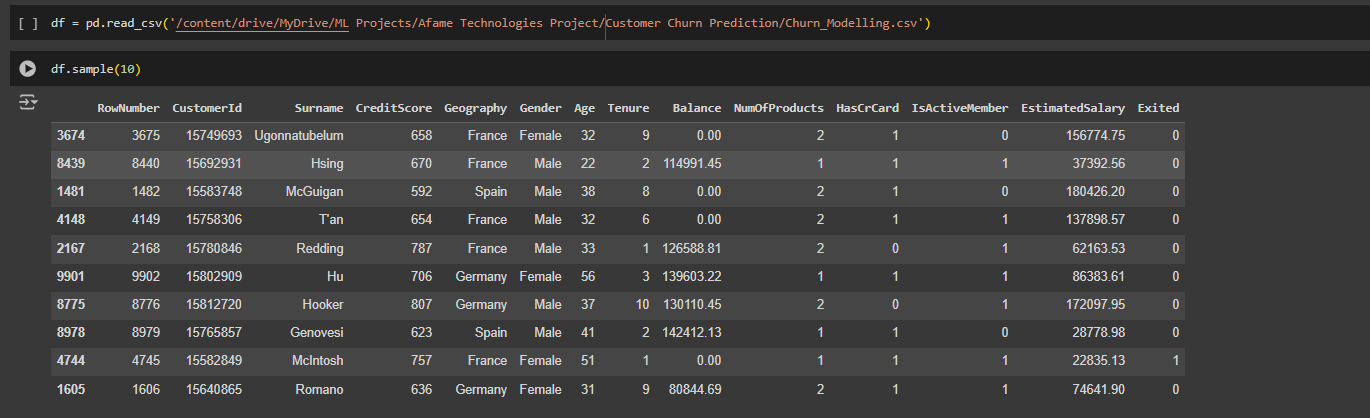 [ ] df = pd.read_csv('/content/drive/MyDrive/ML Projects/Afame Technologies Project/Customer Churn Prediction/Churn_Modelling.csv')
df.sample(10)
RowNumber CustomerId Surname CreditScore Geography Gender Age Tenure Balance NumOfProducts HasCrCard IsActiveMember EstimatedSalary Exited
3674 3675 15749693 Ugonnatubelum 658 France Female 32 9 0.00 2 1 0 156774.75 0
8439 8440 15692931 Hsing 670 France Male 22 2 114991.45 1 1 1 37392.56 0
1481 1482 15583748 McGuigan 592 Spain Male 38 8 0.00 2 1 0 180426.20 0
4148 4149 15758306 T'an 654 France Male 32 6 0.00 2 1 1 137898.57 0
2167 2168 15780846 Redding 787 France Male 33 1 126588.81 2 0 1 62163.53 0
9901 9902 15802909 Hu 706 Germany Female 56 3 139603.22 1 1 1 86383.61 0
8775 8776 15812720 Hooker 807 Germany Male 37 10 130110.45 2 0 1 172097.95 0
8978 8979 15765857 Genovesi 623 Spain Male 41 2 142412.13 1 1 0 28778.98 0
4744 4745 15582849 McIntosh 757 France Female 51 1 0.00 1 1 1 22835.13 1
1605 1606 15640865 Romano 636 Germany Female 31 9 80844.69 2 1 1 74641.90 0